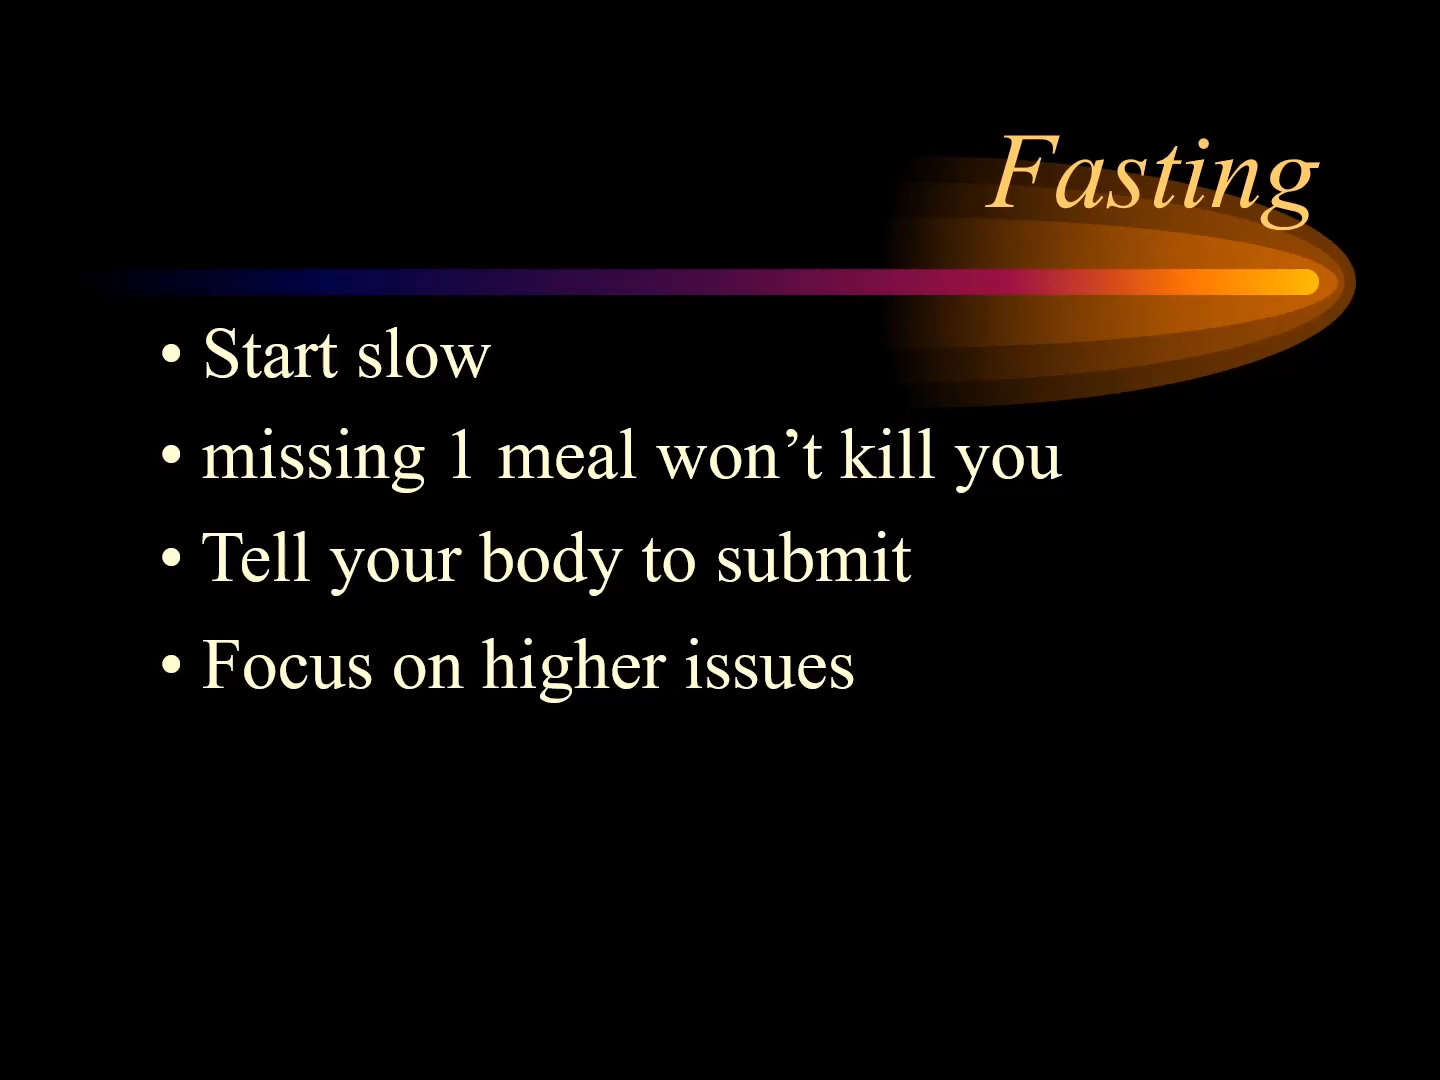 Fasting
• Start slow
• missing 1 meal won’t kill you
• Tell your body to submit
• Focus on higher issues